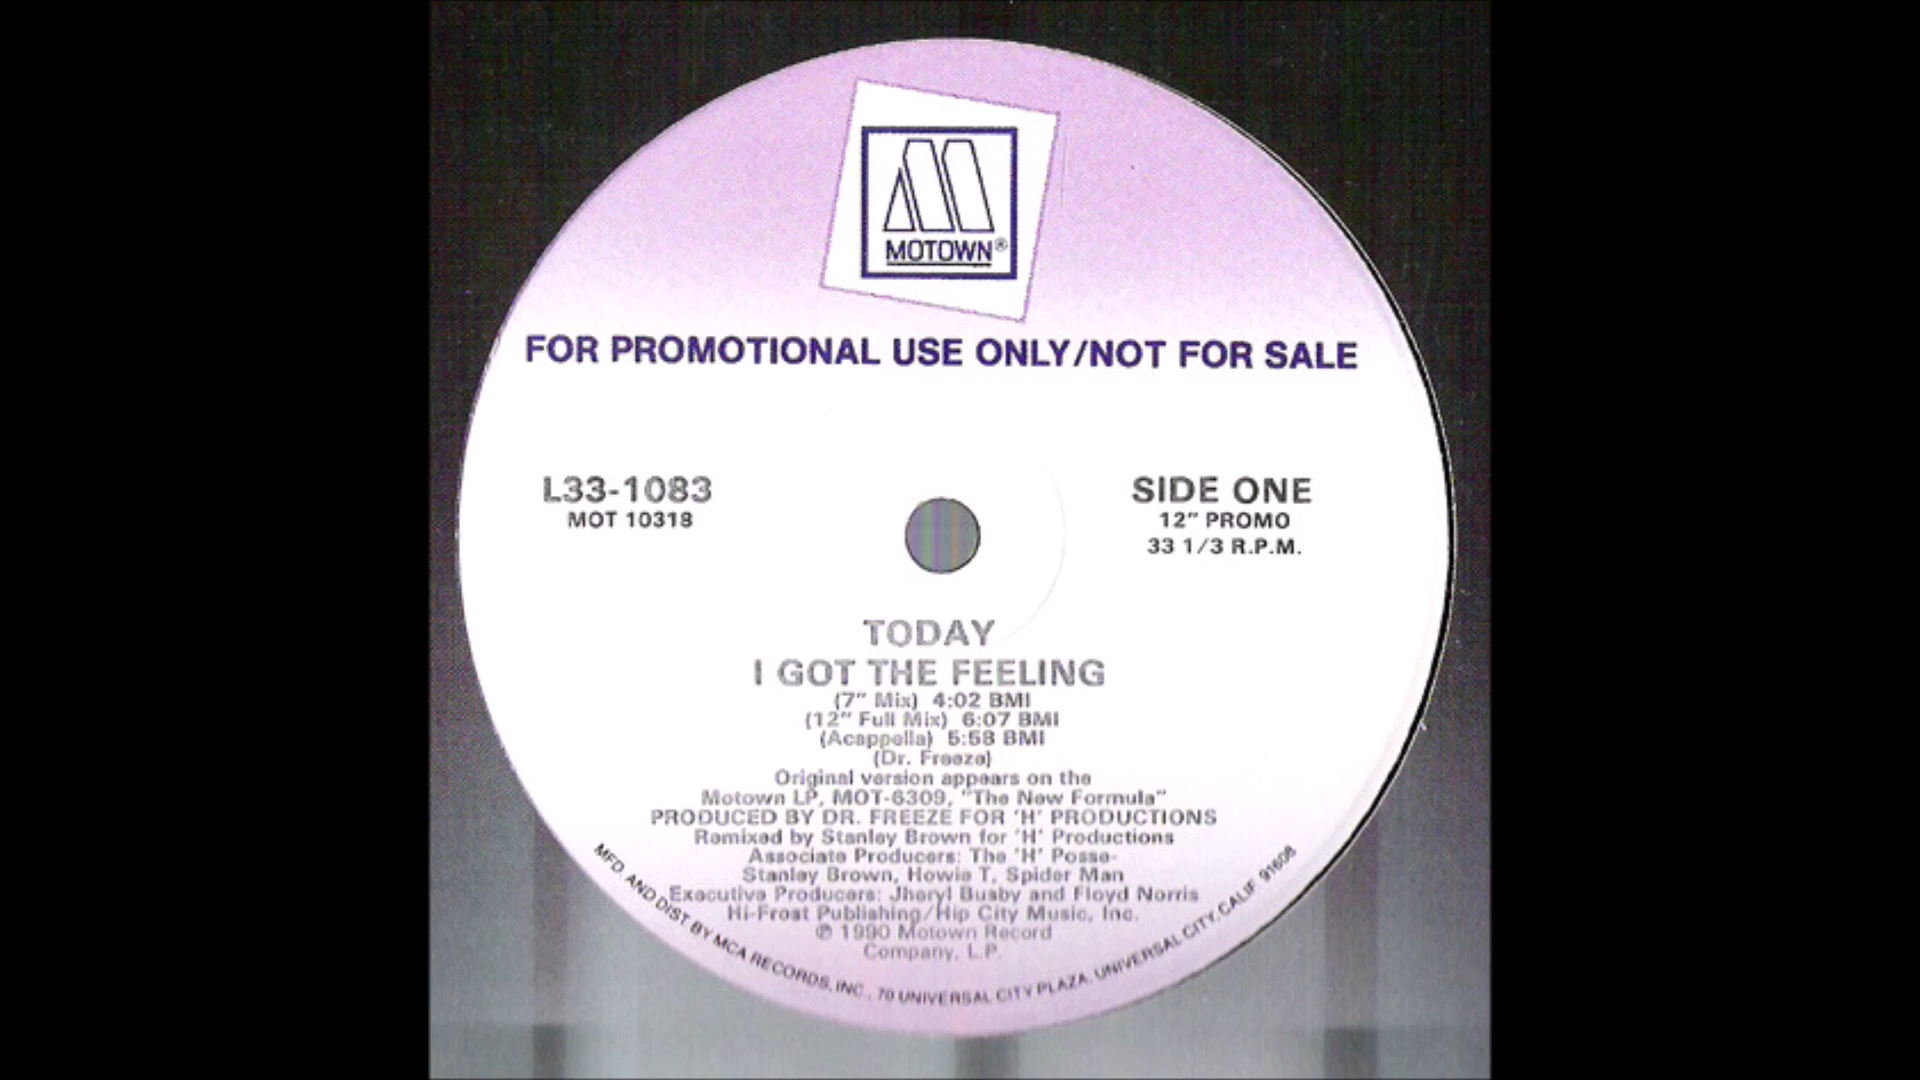 MOTOWN®
FOR PROMOTIONAL USE ONLY/NOT FOR SALE
L33-1083
MOT 10318
SIDE ONE
12" PROMO
33 1/3 R.P.M.
TODAY
I GOT THE FEELING
(7" Mix) 4:02 BMI
(12" Full Mix) 6:07 BMI
(Acappella) 5:58 BMI
(Dr. Freeze)
Original version appears on the
Motown LP, MOT-6309, "The New Formula"
PRODUCED BY DR. FREEZE FOR 'H' PRODUCTIONS
Remixed by Stanley Brown for 'H' Productions
Associate Producers: The 'H' Posse-
Stanley Brown, Howie T, Spider Man
Executive Producers: Jheryl Busby and Floyd Norris
Hi-Frost Publishing/Hip City Music, Inc.
℗ 1990 Motown Record
Company, L.P.
MFD. AND DIST BY MCA RECORDS, INC., 70 UNIVERSAL CITY PLAZA, UNIVERSAL CITY, CALIF. 91608